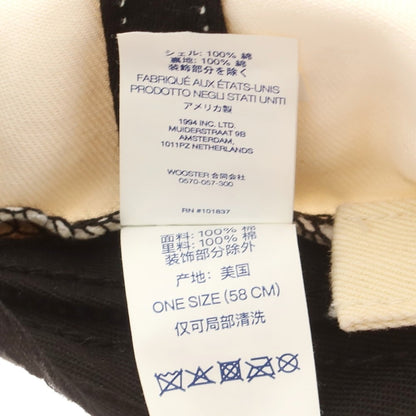 シェル: 100% 綿
裏地: 100% 綿
装飾部分を除く
FABRIQUÉ AUX ÉTATS-UNIS
PRODOTTO NEGLI STATI UNITI
アメリカ製
1994 INC. LTD.
MUIDERSTRAAT 9B
AMSTERDAM,
1011PZ NETHERLANDS
WOOSTER 合同会社
0570-057-300
RN #101837
面料: 100% 棉
里料: 100% 棉
装饰部分除外
产地: 美国
ONE SIZE (58 CM)
仅可局部清洗